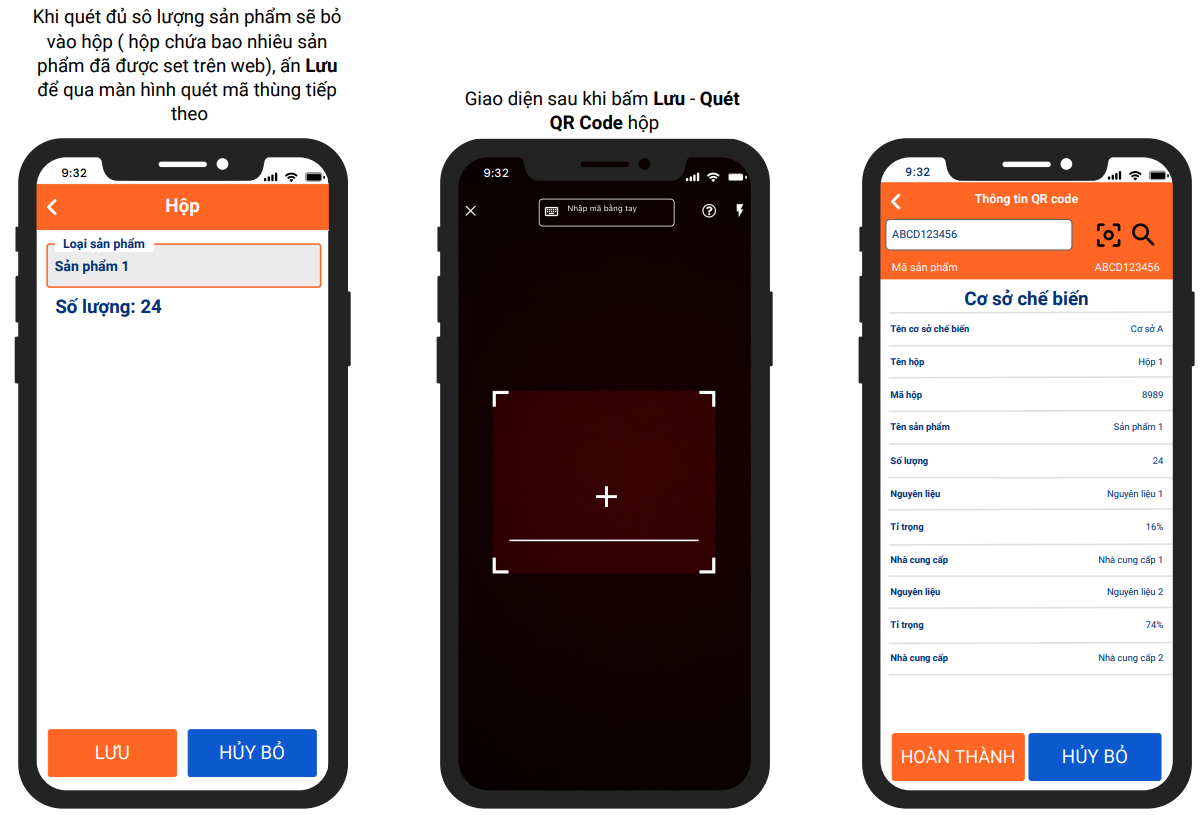 Khi quét đủ sô lượng sản phẩm sẽ bỏ
vào hộp ( hộp chứa bao nhiêu sản
phẩm đã được set trên web), ấn Lưu
để qua màn hình quét mã thùng tiếp
theo
9:32
Hộp
Loại sản phẩm
Sản phẩm 1
Số lượng: 24
LƯU
HỦY BỎ
Giao diện sau khi bấm Lưu - Quét
QR Code hộp
9:32
Nhập mã bằng tay
9:32
Thông tin QR code
ABCD123456
Mã sản phẩm ABCD123456
Cơ sở chế biến
Tên cơ sở chế biến Cơ sở A
Tên hộp Hộp 1
Mã hộp 8989
Tên sản phẩm Sản phẩm 1
Số lượng 24
Nguyên liệu Nguyên liệu 1
Tỉ trọng 16%
Nhà cung cấp Nhà cung cấp 1
Nguyên liệu Nguyên liệu 2
Tỉ trọng 74%
Nhà cung cấp Nhà cung cấp 2
HOÀN THÀNH
HỦY BỎ